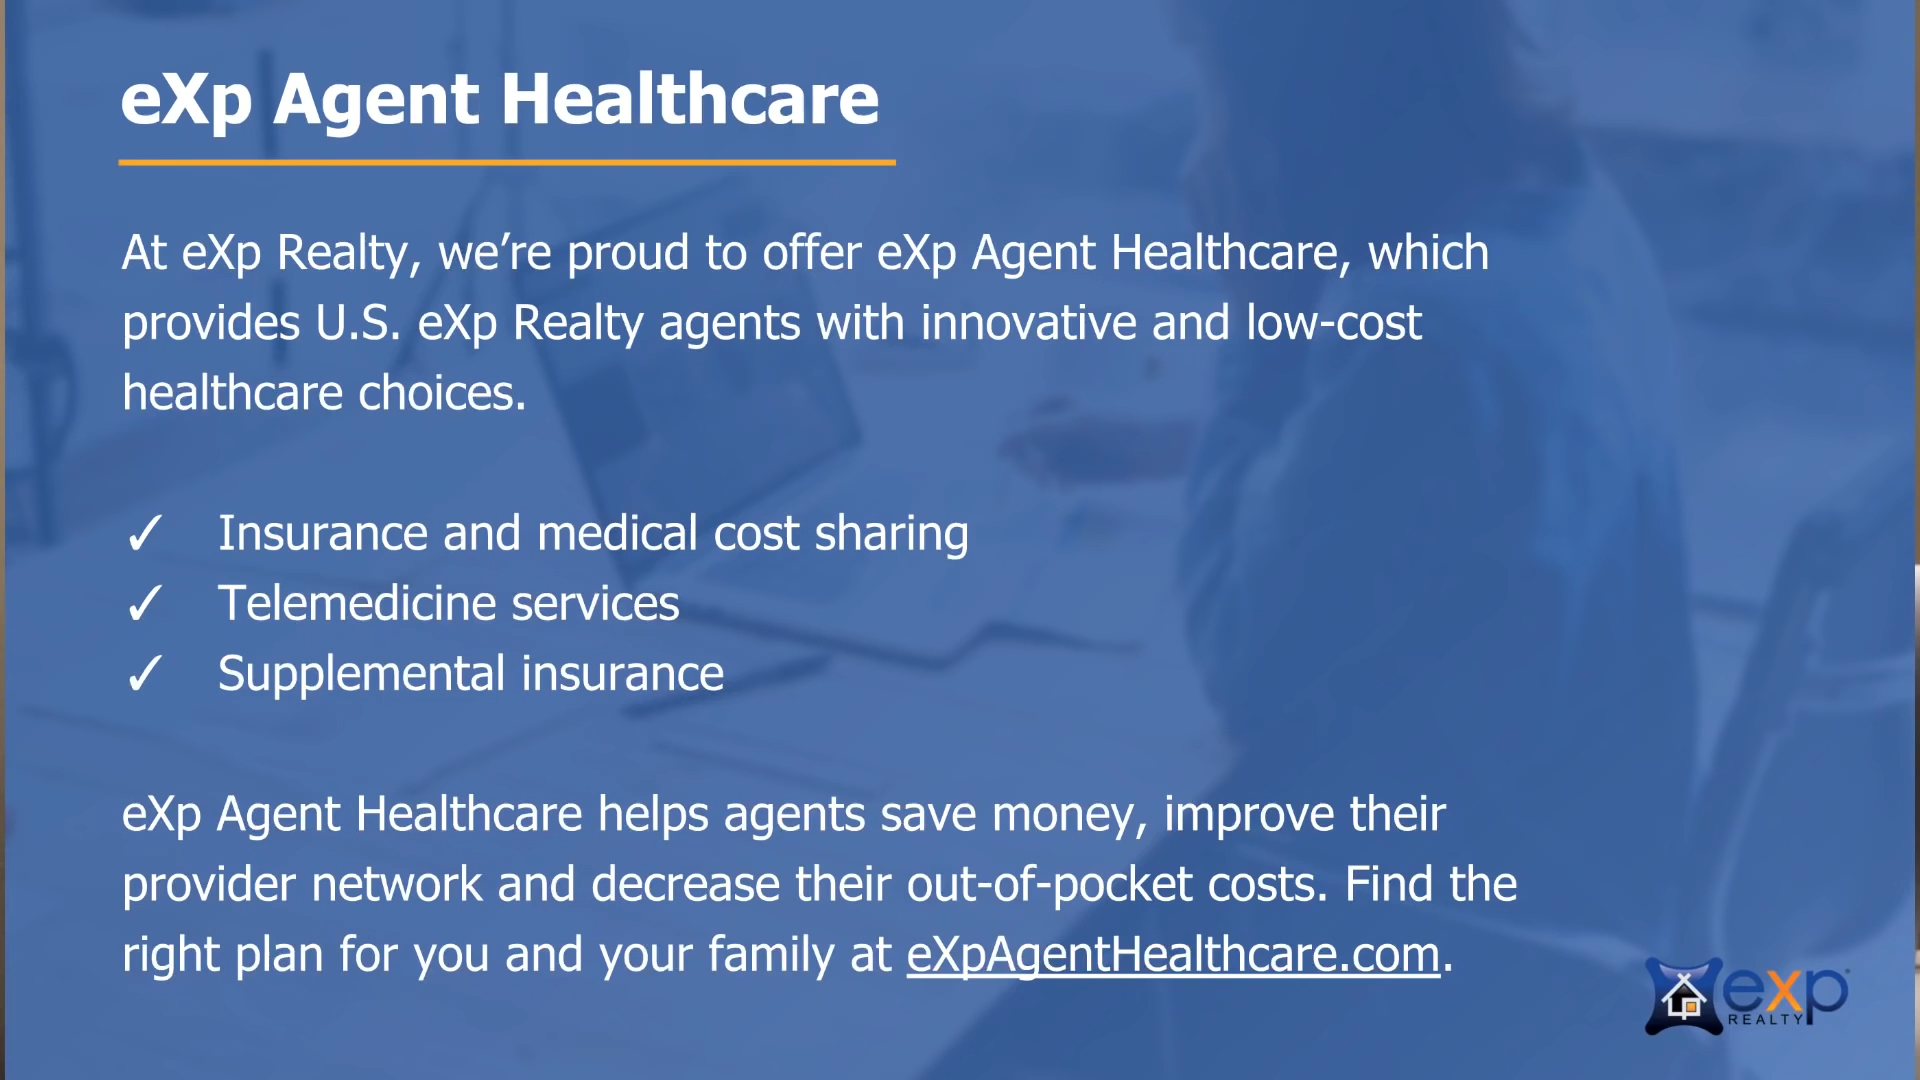 eXp Agent Healthcare
At eXp Realty, we’re proud to offer eXp Agent Healthcare, which
provides U.S. eXp Realty agents with innovative and low-cost
healthcare choices.
✓ Insurance and medical cost sharing
✓ Telemedicine services
✓ Supplemental insurance
eXp Agent Healthcare helps agents save money, improve their
provider network and decrease their out-of-pocket costs. Find the
right plan for you and your family at eXpAgentHealthcare.com.
exp
REALTY